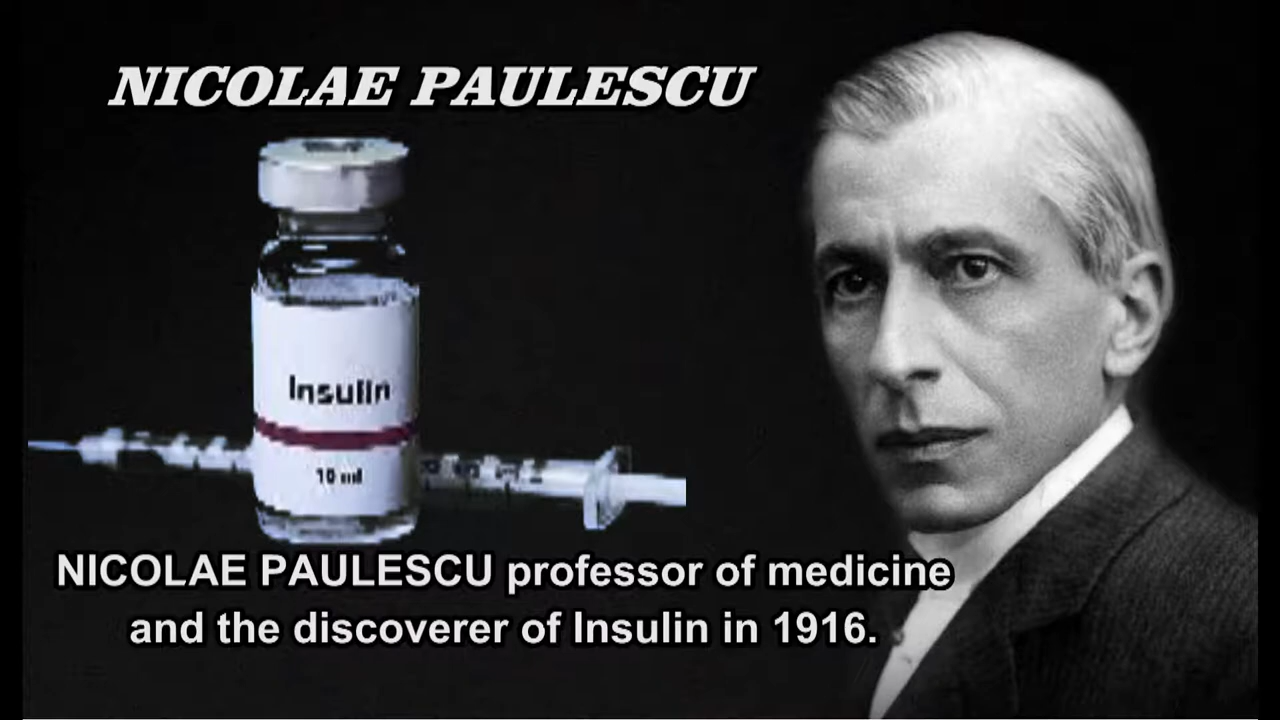 NICOLAE PAULESCU
Insulin
10 ml
NICOLAE PAULESCU professor of medicine
and the discoverer of Insulin in 1916.